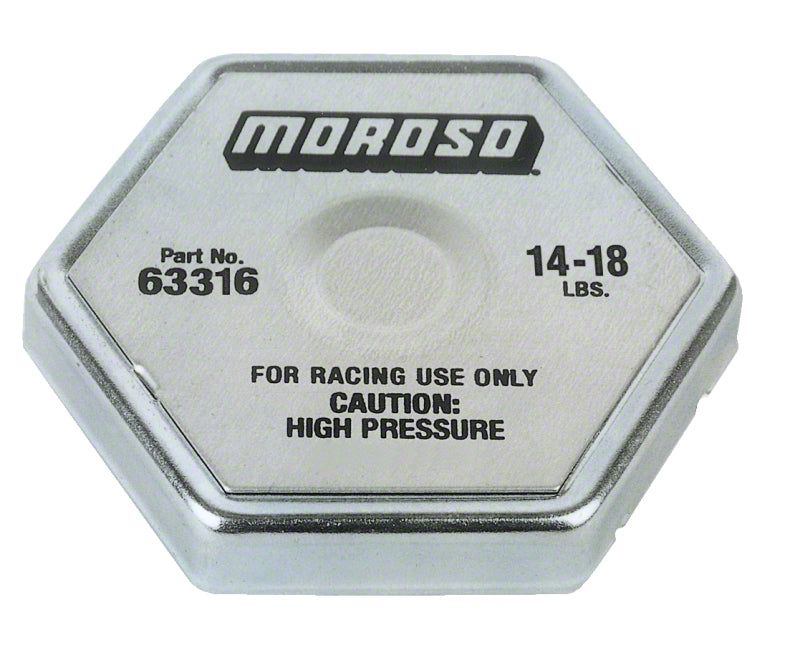 MOROSO
Part No.
63316
14-18
LBS.
FOR RACING USE ONLY
CAUTION:
HIGH PRESSURE